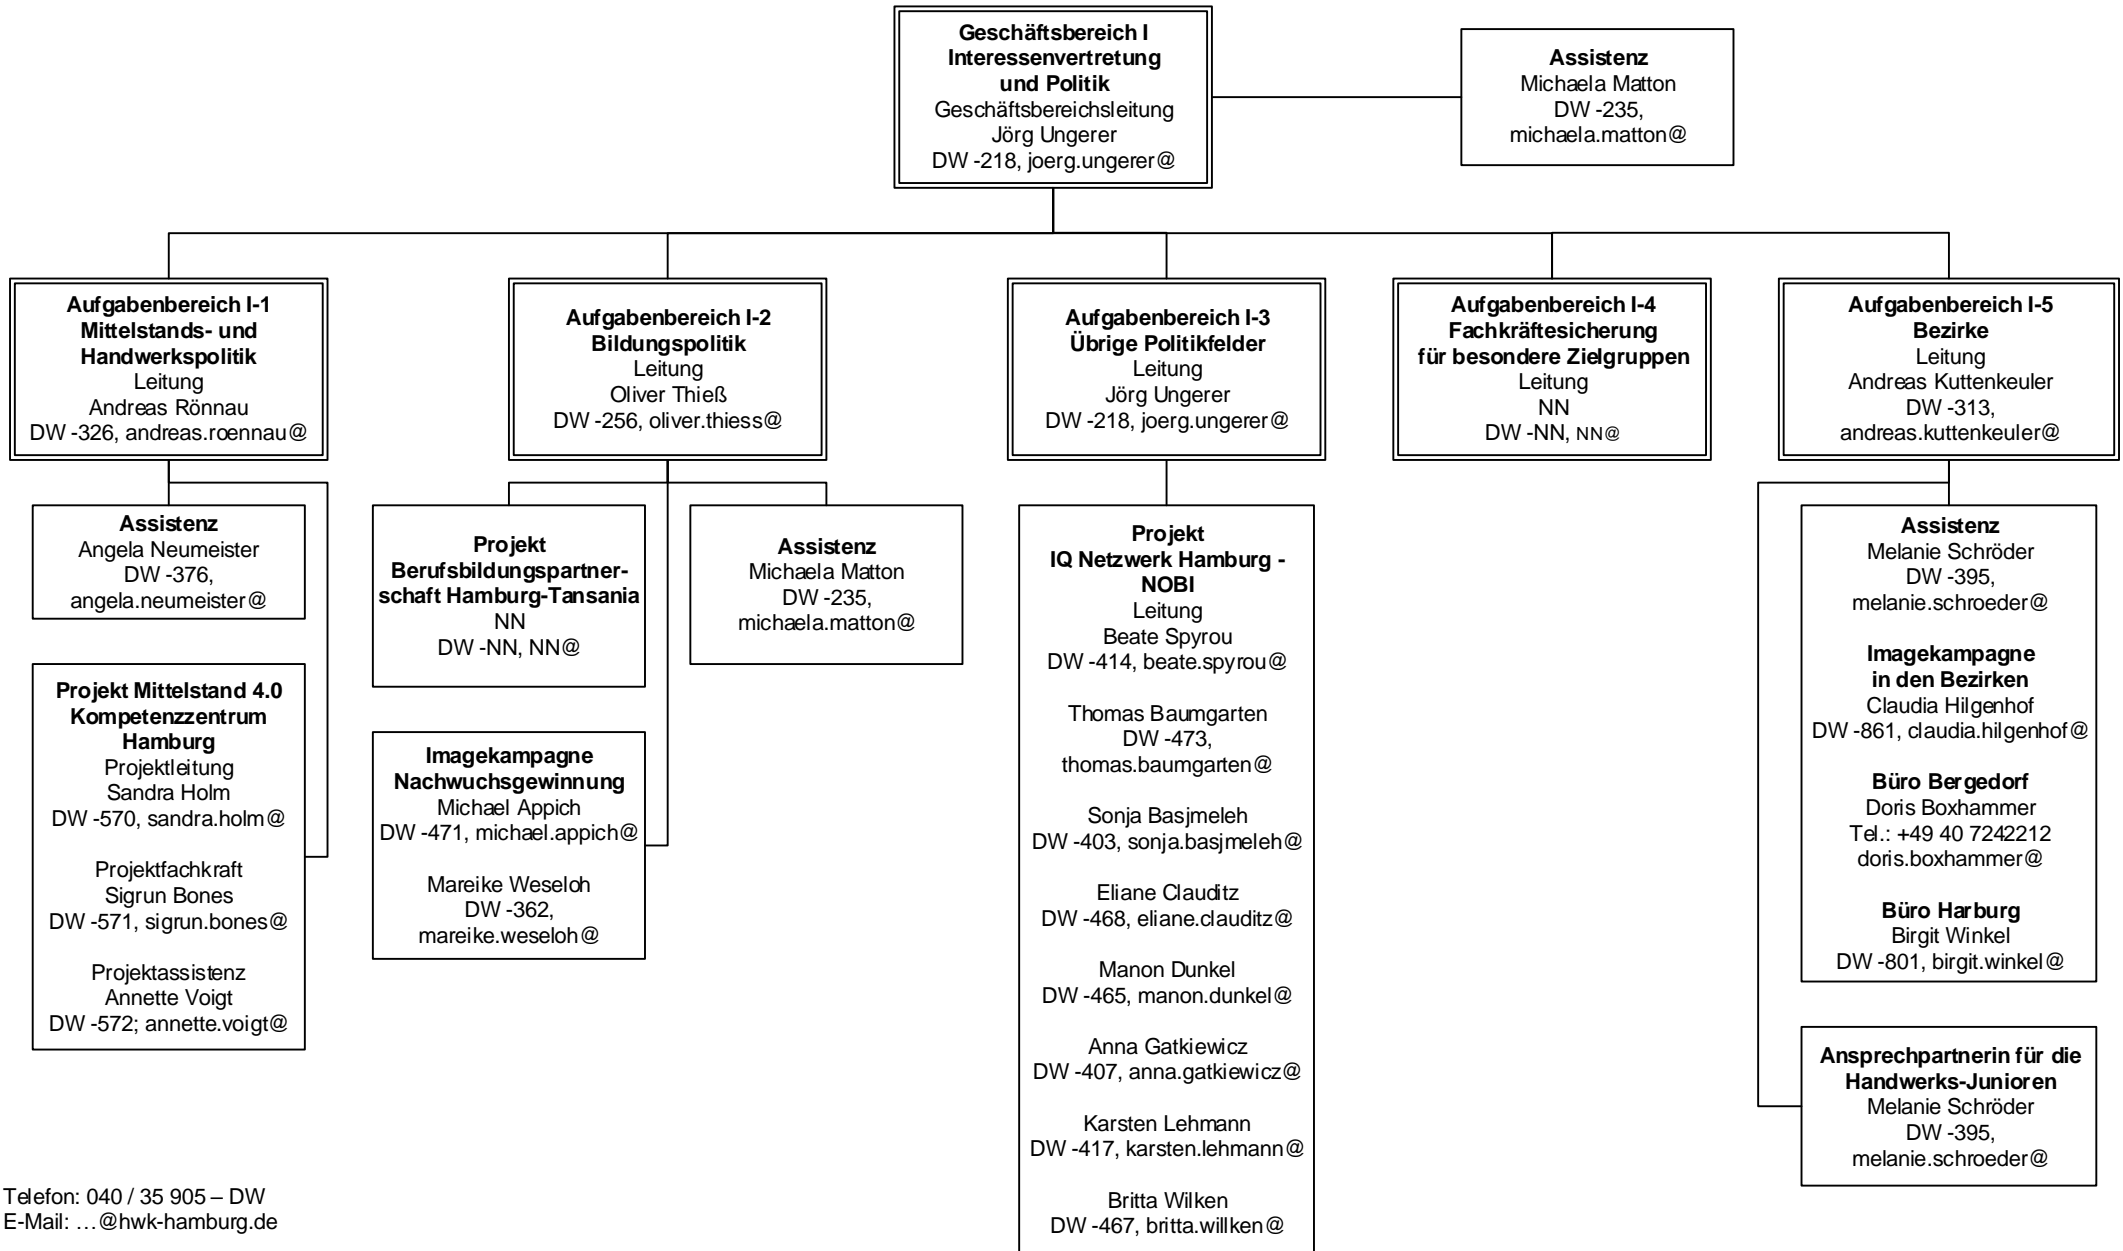 Geschäftsbereich I
Interessenvertretung
und Politik
Geschäftsbereichsleitung
Jörg Ungerer
DW -218, joerg.ungerer@
Assistenz
Michaela Matton
DW -235,
michaela.matton@
Aufgabenbereich I-1
Mittelstands- und
Handwerkspolitik
Leitung
Andreas Rönnau
DW -326, andreas.roennau@
Aufgabenbereich I-2
Bildungspolitik
Leitung
Oliver Thieß
DW -256, oliver.thiess@
Aufgabenbereich I-3
Übrige Politikfelder
Leitung
Jörg Ungerer
DW -218, joerg.ungerer@
Aufgabenbereich I-4
Fachkräftesicherung
für besondere Zielgruppen
Leitung
NN
DW -NN, NN@
Aufgabenbereich I-5
Bezirke
Leitung
Andreas Kuttenkeuler
DW -313,
andreas.kuttenkeuler@
Assistenz
Angela Neumeister
DW -376,
angela.neumeister@
Projekt Mittelstand 4.0
Kompetenzzentrum
Hamburg
Projektleitung
Sandra Holm
DW -570, sandra.holm@
Projektfachkraft
Sigrun Bones
DW -571, sigrun.bones@
Projektassistenz
Annette Voigt
DW -572; annette.voigt@
Projekt
Berufsbildungspartner-
schaft Hamburg-Tansania
NN
DW -NN, NN@
Imagekampagne
Nachwuchsgewinnung
Michael Appich
DW -471, michael.appich@
Mareike Weseloh
DW -362,
mareike.weseloh@
Assistenz
Michaela Matton
DW -235,
michaela.matton@
Projekt
IQ Netzwerk Hamburg -
NOBI
Leitung
Beate Spyrou
DW -414, beate.spyrou@
Thomas Baumgarten
DW -473,
thomas.baumgarten@
Sonja Basjmeleh
DW -403, sonja.basjmeleh@
Eliane Clauditz
DW -468, eliane.clauditz@
Manon Dunkel
DW -465, manon.dunkel@
Anna Gatkiewicz
DW -407, anna.gatkiewicz@
Karsten Lehmann
DW -417, karsten.lehmann@
Britta Wilken
DW -467, britta.willken@
Assistenz
Melanie Schröder
DW -395,
melanie.schroeder@
Imagekampagne
in den Bezirken
Claudia Hilgenhof
DW -861, claudia.hilgenhof@
Büro Bergedorf
Doris Boxhammer
Tel.: +49 40 7242212
doris.boxhammer@
Büro Harburg
Birgit Winkel
DW -801, birgit.winkel@
Ansprechpartnerin für die
Handwerks-Junioren
Melanie Schröder
DW -395,
melanie.schroeder@
Telefon: 040 / 35 905 – DW
E-Mail: …@hwk-hamburg.de